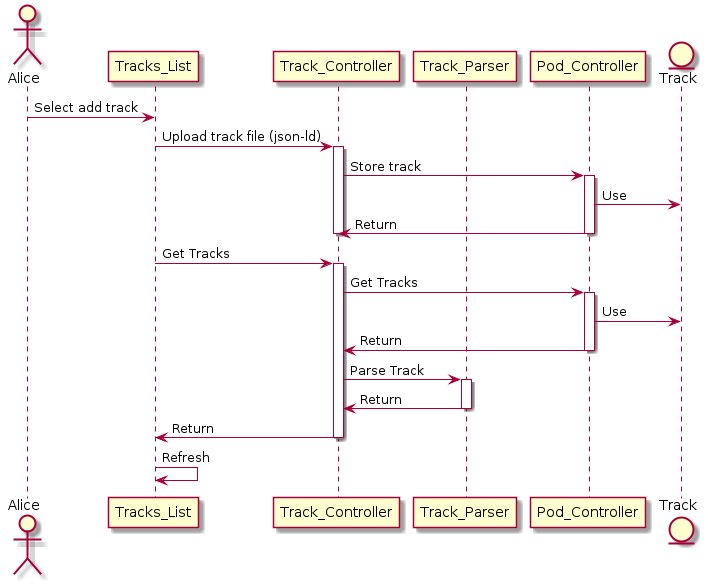 Alice
Tracks_List
Track_Controller
Track_Parser
Pod_Controller
Track
Select add track
Upload track file (json-ld)
Store track
Use
Return
Get Tracks
Get Tracks
Use
Return
Parse Track
Return
Return
Refresh
Alice
Tracks_List
Track_Controller
Track_Parser
Pod_Controller
Track